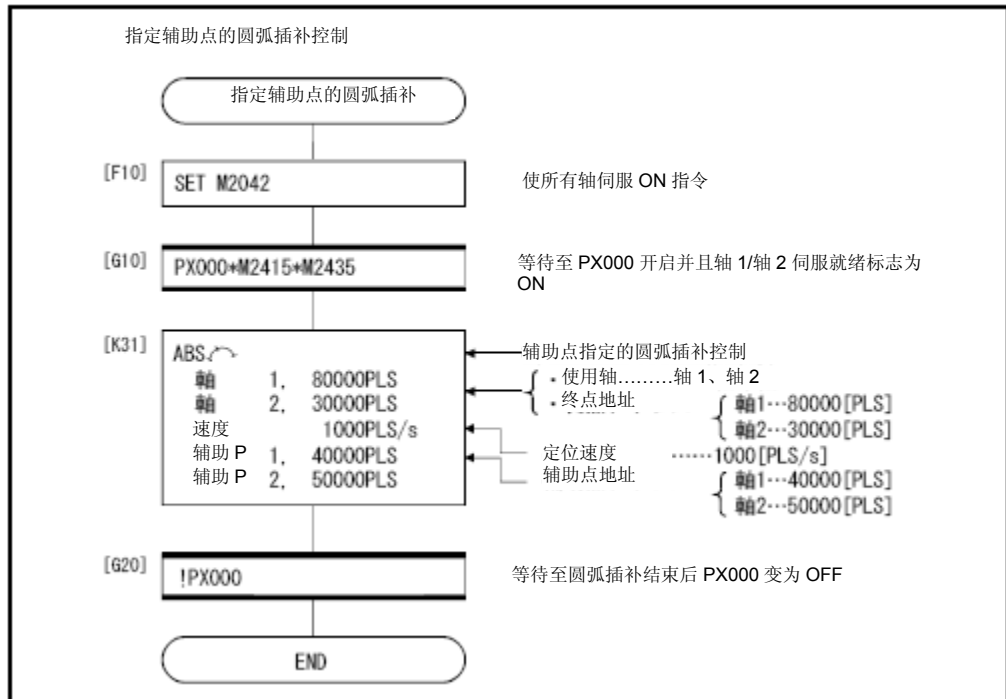 指定辅助点的圆弧插补控制
指定辅助点的圆弧插补
[F10]
SET M2042
使所有轴伺服 ON 指令
[G10]
PX000*M2415*M2435
等待至 PX000 开启并且轴 1/轴 2 伺服就绪标志为
ON
[K31]
ABS
軸 1, 80000PLS
軸 2, 30000PLS
速度 1000PLS/s
辅助 P 1, 40000PLS
辅助 P 2, 50000PLS
辅助点指定的圆弧插补控制
・使用轴………轴 1、轴 2
・终点地址
軸1…80000[PLS]
軸2…30000[PLS]
定位速度 ……1000[PLS/s]
辅助点地址
軸1…40000[PLS]
軸2…50000[PLS]
[G20]
!PX000
等待至圆弧插补结束后 PX000 变为 OFF
END